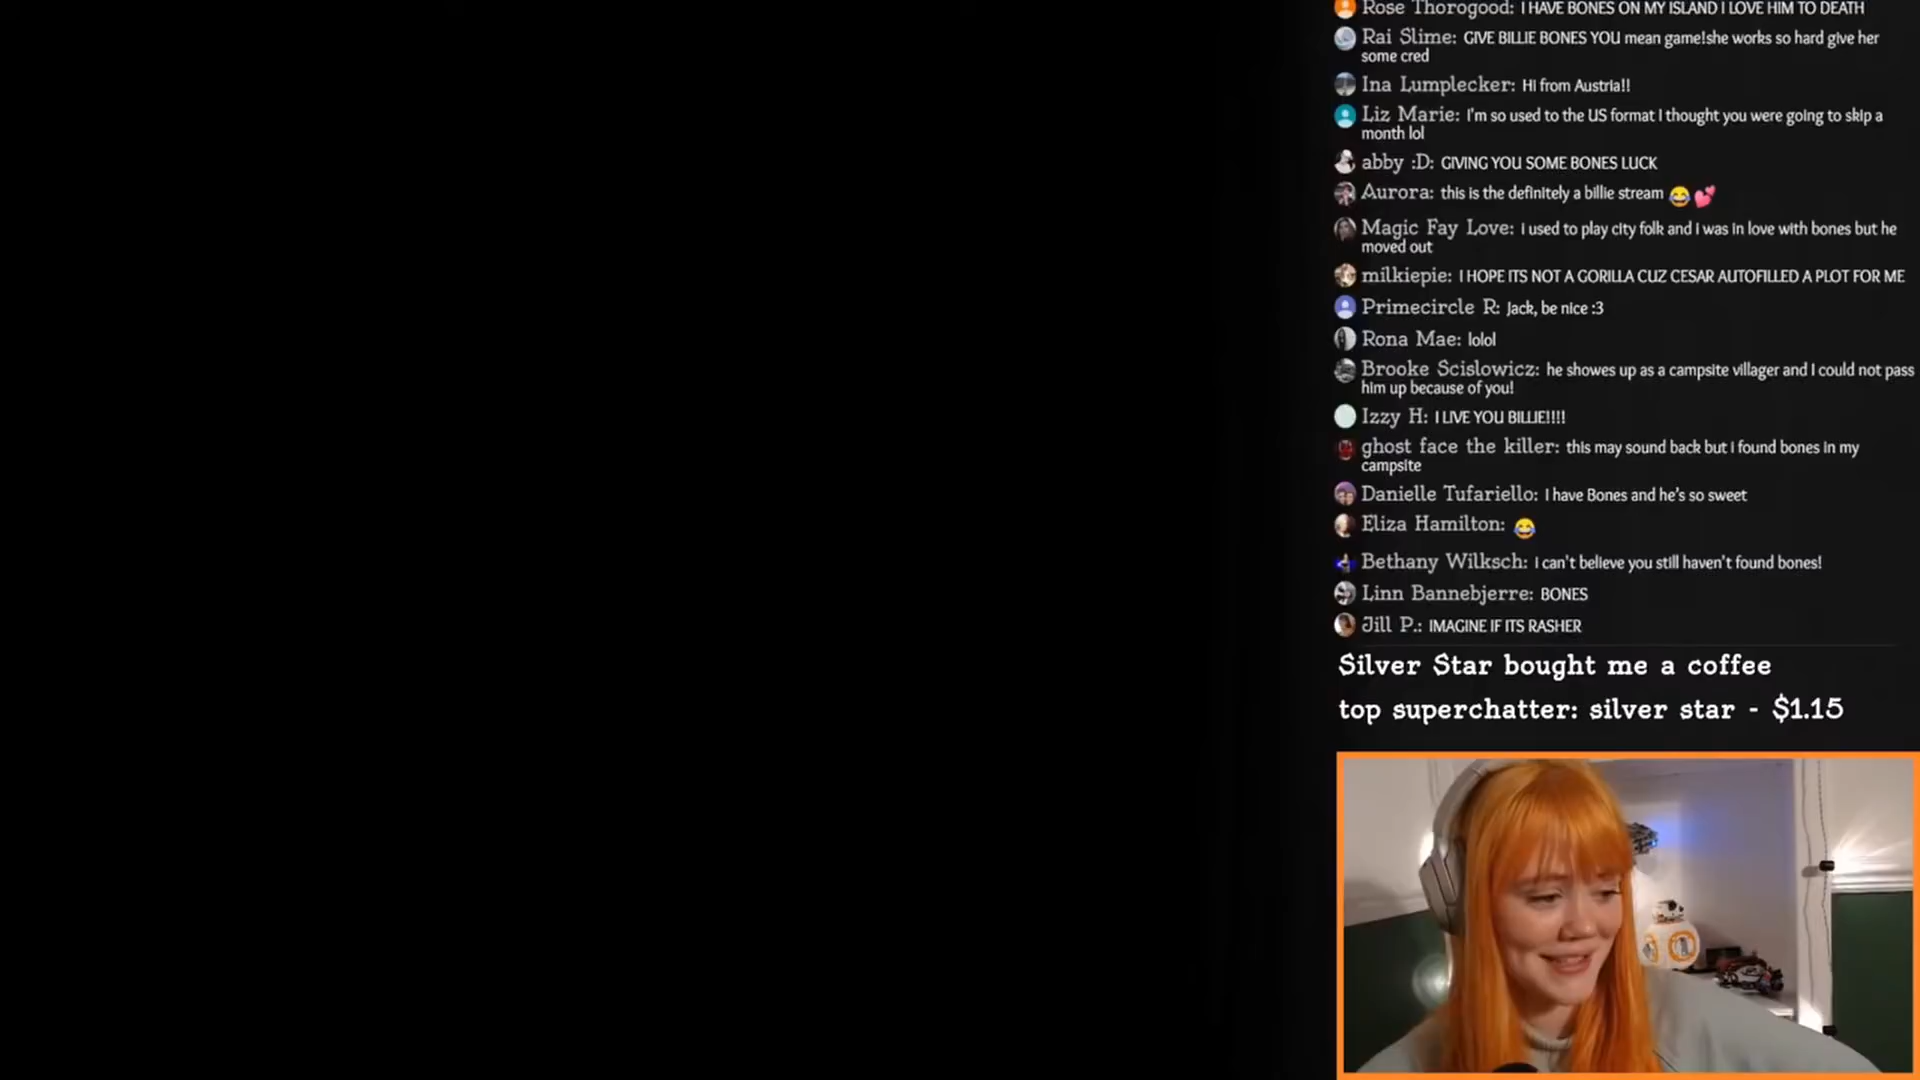 Rose Thorogood: I HAVE BONES ON MY ISLAND I LOVE HIM TO DEATH
Rai Slime: GIVE BILLIE BONES YOU mean game!she works so hard give her
some cred
Ina Lumplecker: Hi from Austria!!
Liz Marie: I'm so used to the US format I thought you were going to skip a
month lol
abby :D: GIVING YOU SOME BONES LUCK
Aurora: this is the definitely a billie stream 😂 💕
Magic Fay Love: i used to play city folk and i was in love with bones but he
moved out
milkiepie: I HOPE ITS NOT A GORILLA CUZ CESAR AUTOFILLED A PLOT FOR ME
Primecircle R: Jack, be nice :3
Rona Mae: lolol
Brooke Scislowicz: he showes up as a campsite villager and I could not pass
him up because of you!
Izzy H: I LIVE YOU BILLIE!!!!
ghost face the killer: this may sound back but i found bones in my
campsite
Danielle Tufariello: I have Bones and he's so sweet
Eliza Hamilton: 😂
Bethany Wilksch: I can't believe you still haven't found bones!
Linn Bannebjerre: BONES
Jill P.: IMAGINE IF ITS RASHER
Silver Star bought me a coffee
top superchatter: silver star - $1.15